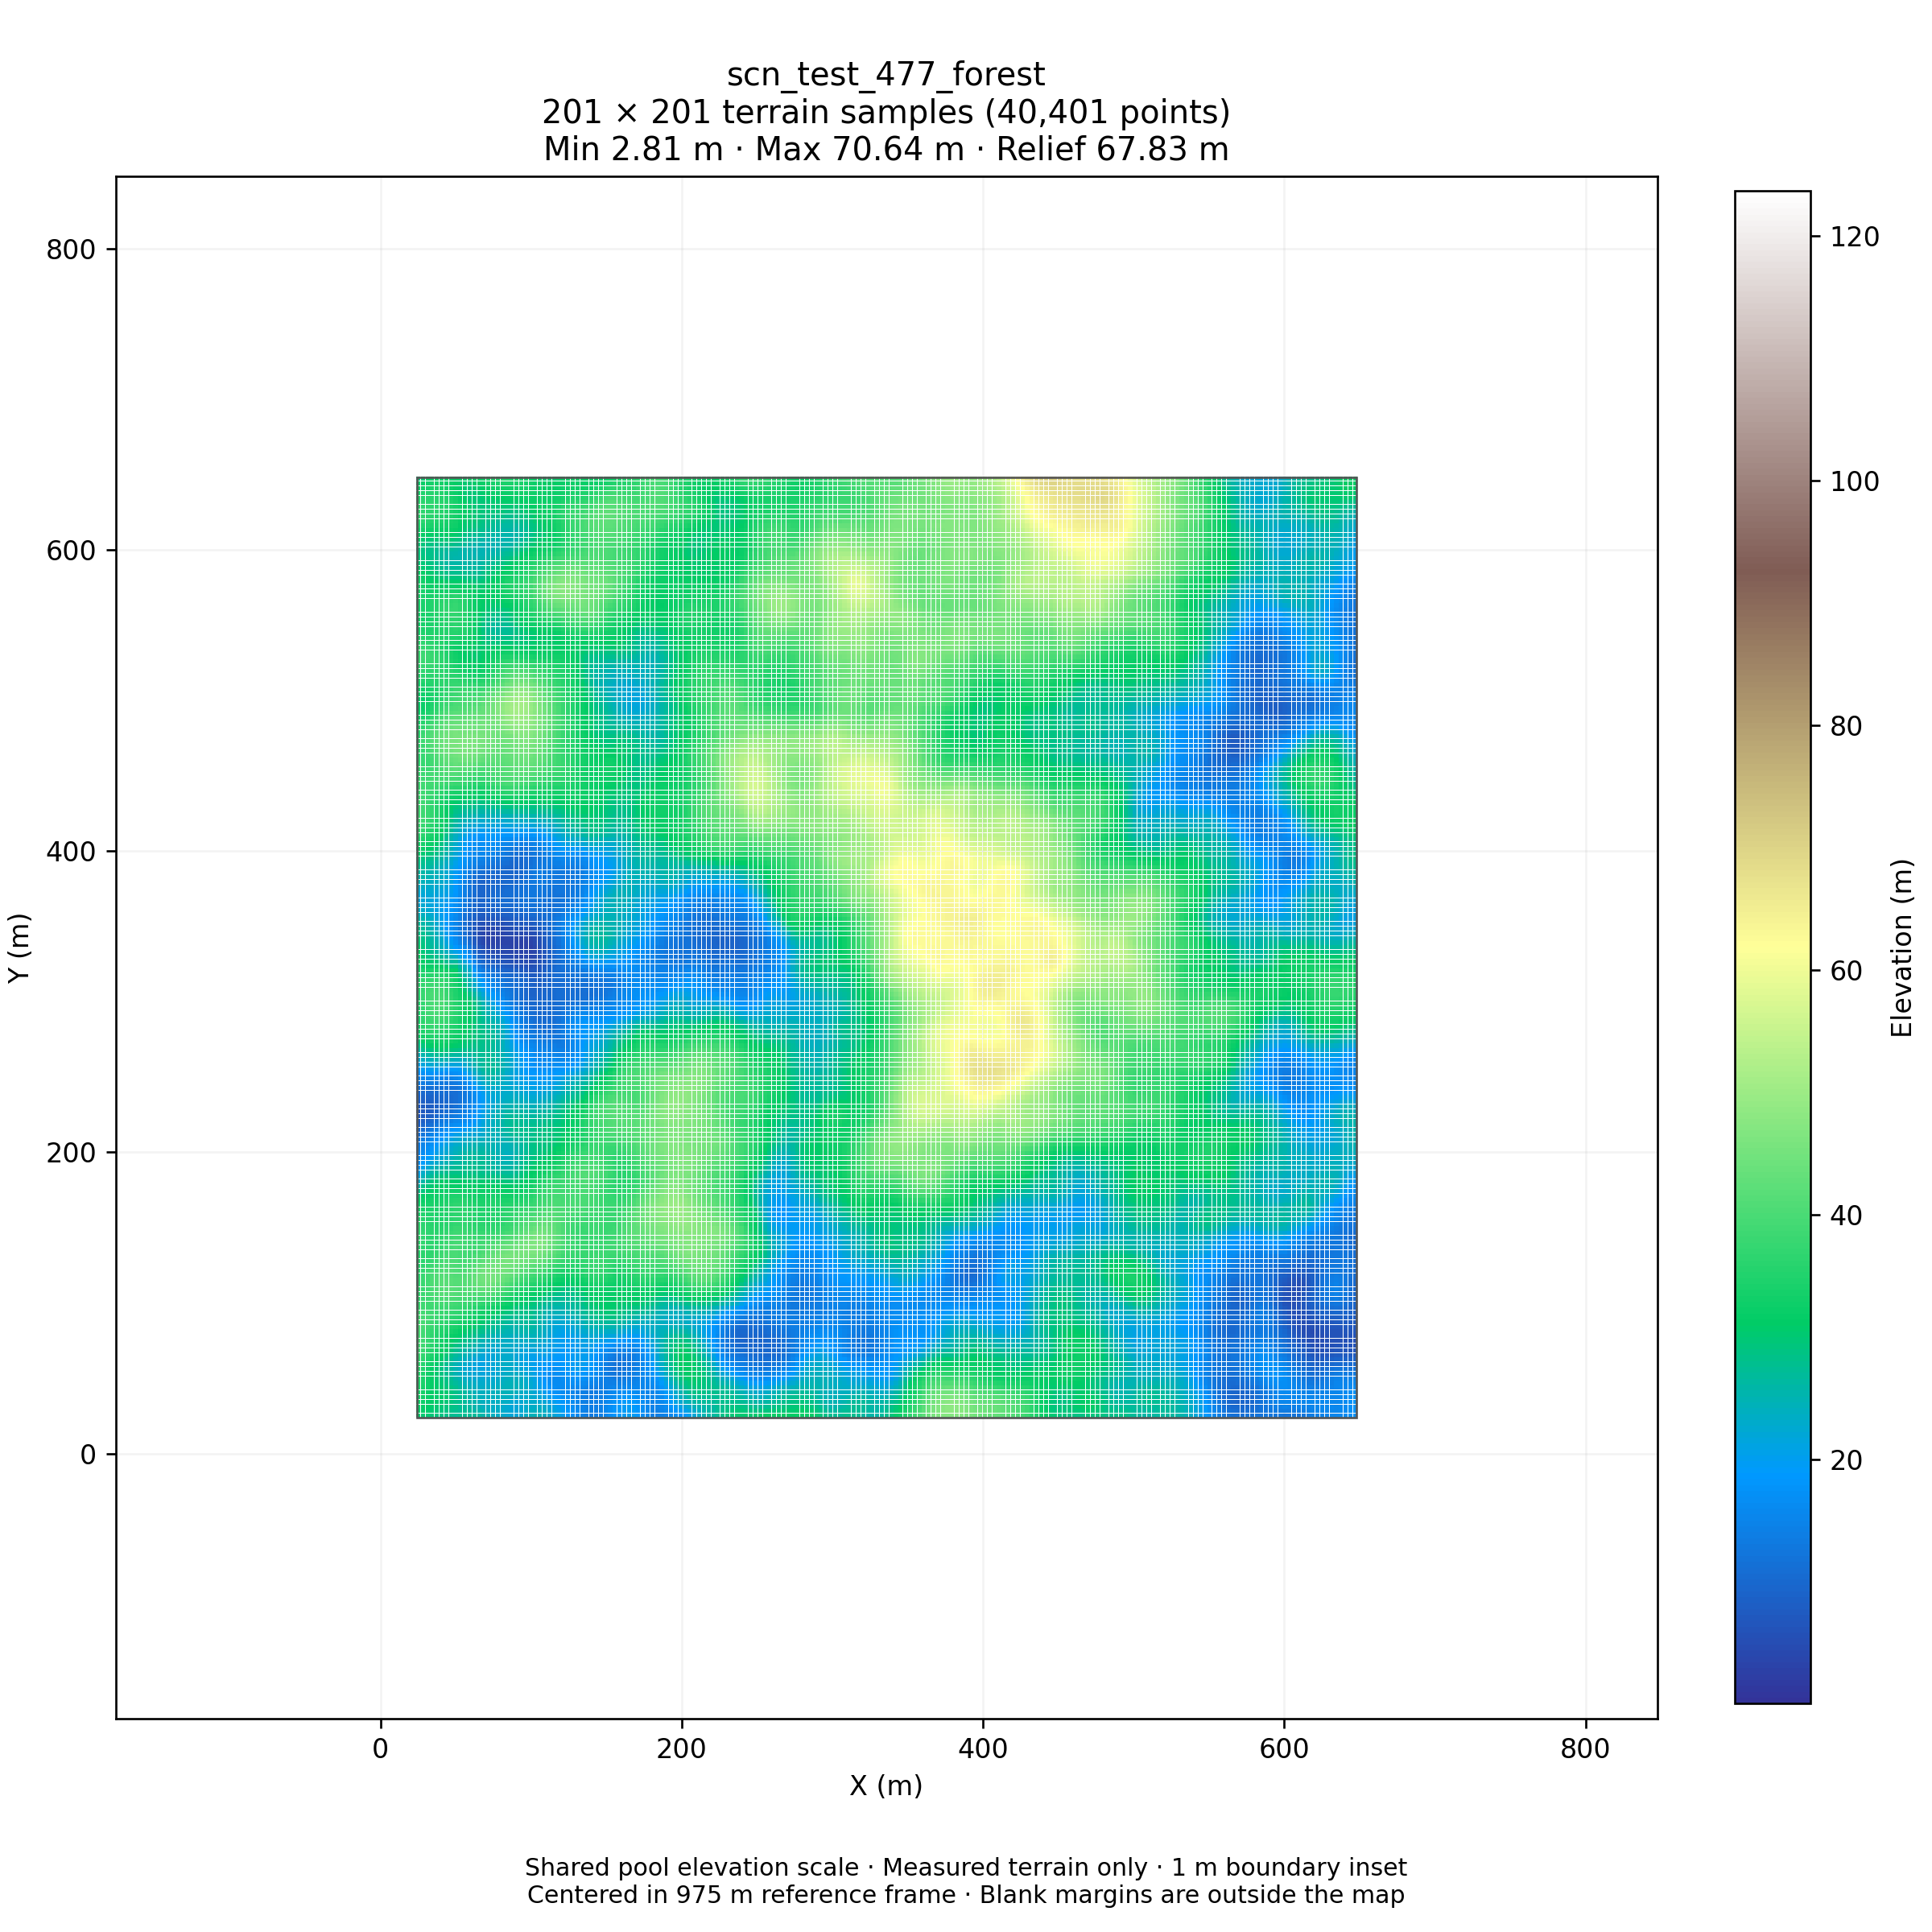 scn_test_477_forest
201 × 201 terrain samples (40,401 points)
Min 2.81 m · Max 70.64 m · Relief 67.83 m
800
600
400
200
0
Y (m)
0
200
400
600
800
X (m)
120
100
80
60
40
20
Elevation (m)
Shared pool elevation scale · Measured terrain only · 1 m boundary inset
Centered in 975 m reference frame · Blank margins are outside the map